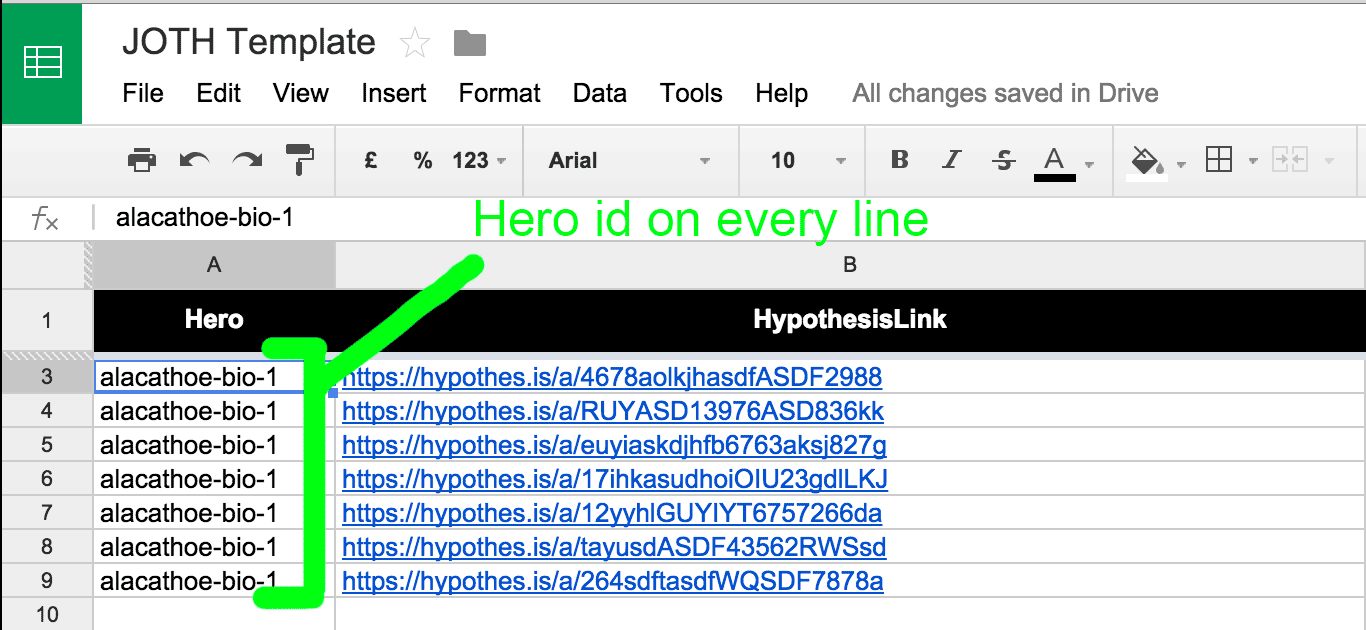 JOTH Template
File Edit View Insert Format Data Tools Help All changes saved in Drive
£ % 123 Arial 10 B I S A
fx alacathoe-bio-1
Hero id on every line
A B
1 Hero HypothesisLink
3 alacathoe-bio-1 https://hypothes.is/a/4678aolkjhasdfASDF2988
4 alacathoe-bio-1 https://hypothes.is/a/RUYASD13976ASD836kk
5 alacathoe-bio-1 https://hypothes.is/a/euyiaskdjhfb6763aksj827g
6 alacathoe-bio-1 https://hypothes.is/a/17ihkasudhoiOIU23gdlLKJ
7 alacathoe-bio-1 https://hypothes.is/a/12yyhlGUYIYT6757266da
8 alacathoe-bio-1 https://hypothes.is/a/tayusdASDF43562RWSsd
9 alacathoe-bio-1 https://hypothes.is/a/264sdftasdfWQSDF7878a
10